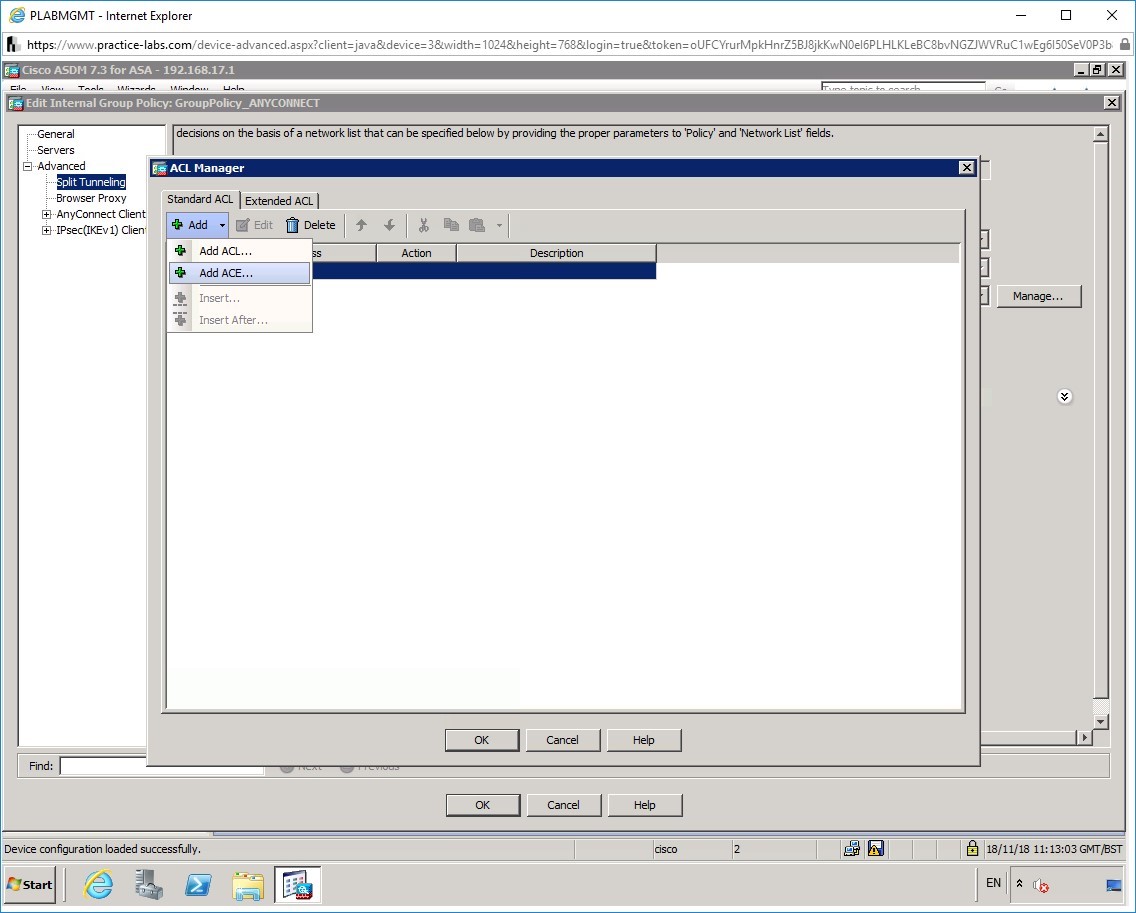 PLABMGMT - Internet Explorer
https://www.practice-labs.com/device-advanced.aspx?client=java&device=3&width=1024&height=768&login=true&token=oUFCYrurMpkHnrZ5BJ8jkKwN0eI6PLHLKLeBC8bvNGZJWVRuC1wEg6I50SeV0P3b
Cisco ASDM 7.3 for ASA - 192.168.17.1
File View Tools Wizards Window Help
Type topic to search Go
Edit Internal Group Policy: GroupPolicy_ANYCONNECT
General
Servers
Advanced
Split Tunneling
Browser Proxy
AnyConnect Client
IPsec(IKEv1) Clien
decisions on the basis of a network list that can be specified below by providing the proper parameters to 'Policy' and 'Network List' fields.
ACL Manager
Standard ACL Extended ACL
Add Edit Delete
ss Action Description
Add ACL...
Add ACE...
Insert...
Insert After...
Manage...
OK Cancel Help
Find: Next Previous
OK Cancel Help
Device configuration loaded successfully. cisco 2 18/11/18 11:13:03 GMT/BST
Start EN